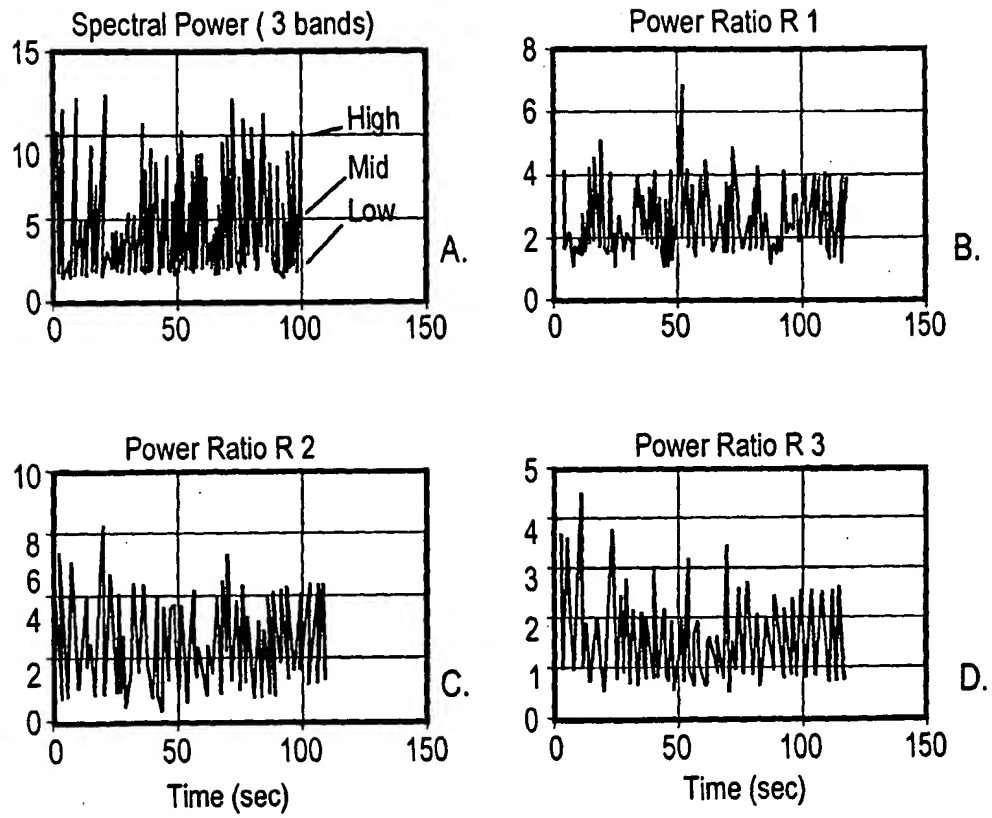 Spectral Power ( 3 bands)
15
10
5
0
High
Mid
Low
0 50 100 150
A.
Power Ratio R 1
8
6
4
2
0
0 50 100 150
B.
Power Ratio R 2
10
8
6
4
2
0
0 50 100 150
Time (sec)
C.
Power Ratio R 3
5
4
3
2
1
0
0 50 100 150
Time (sec)
D.